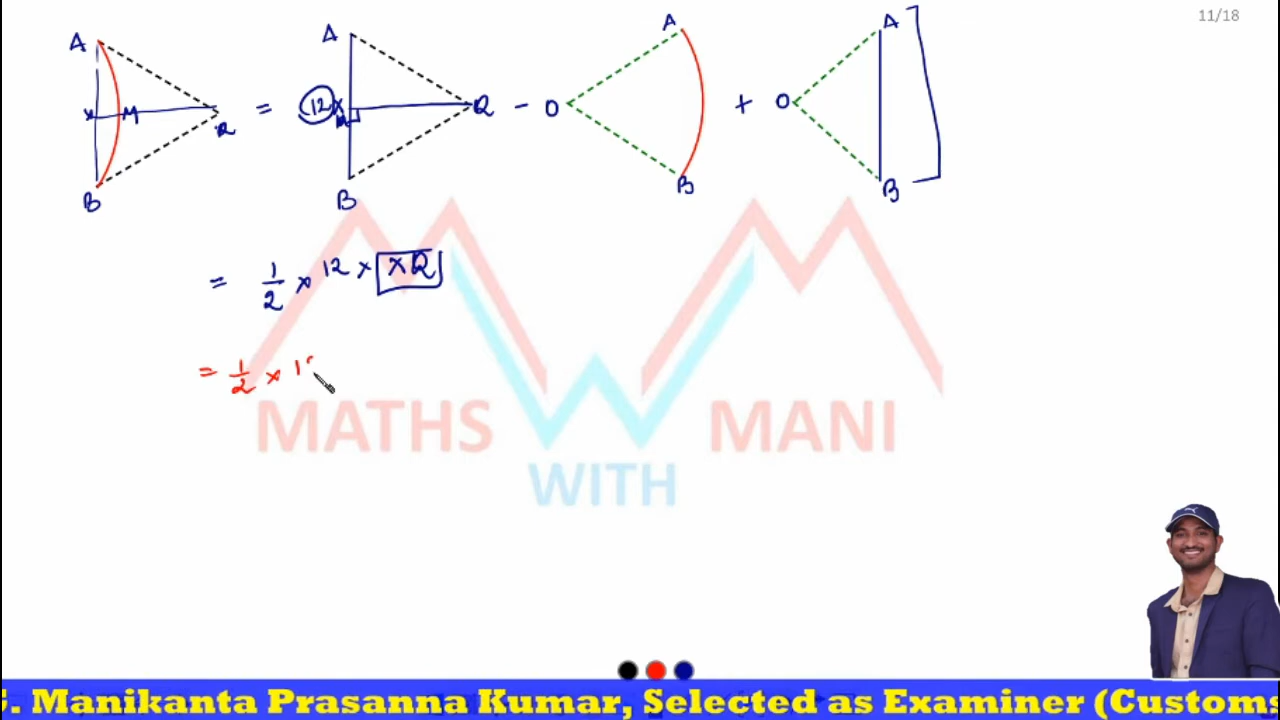 11/18
A A A A
x M = 12 x - O + O
Q Q
B B B B
= 1/2 × 12 × XQ
= 1/2 × 1
MATHS MANI
WITH
G. Manikanta Prasanna Kumar, Selected as Examiner (Customs